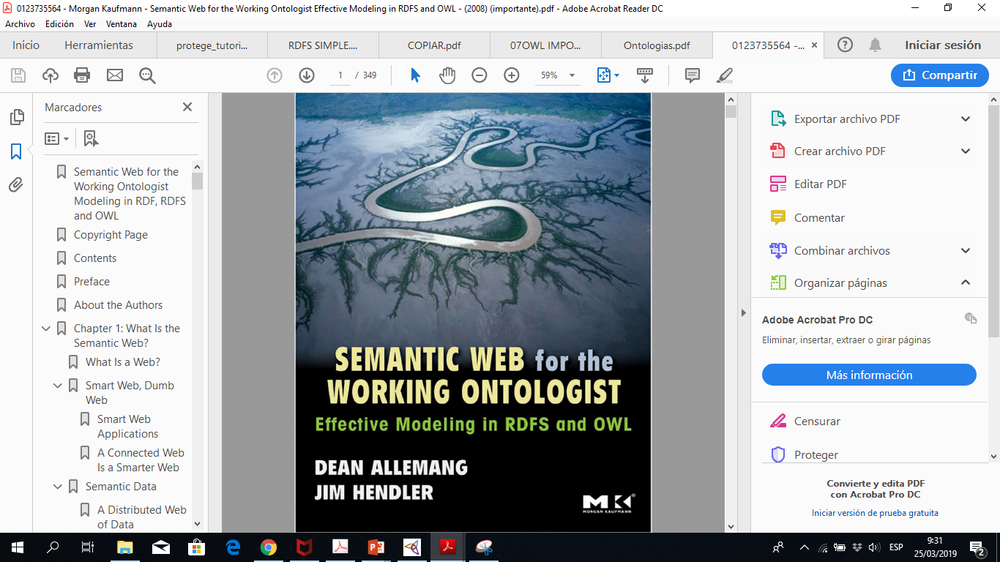 0123735564 - Morgan Kaufmann - Semantic Web for the Working Ontologist Effective Modeling in RDFS and OWL - (2008) (importante).pdf - Adobe Acrobat Reader DC
Archivo Edición Ver Ventana Ayuda
Inicio Herramientas protege_tutori... RDFS SIMPLE.... COPIAR.pdf 07OWL IMPO... Ontologias.pdf 0123735564 -... × Iniciar sesión
1 / 349 59% Compartir
Marcadores
Semantic Web for the
Working Ontologist
Modeling in RDF, RDFS
and OWL
Copyright Page
Contents
Preface
About the Authors
Chapter 1: What Is the
Semantic Web?
What Is a Web?
Smart Web, Dumb
Web
Smart Web
Applications
A Connected Web
Is a Smarter Web
Semantic Data
A Distributed Web
of Data
SEMANTIC WEB for the
WORKING ONTOLOGIST
Effective Modeling in RDFS and OWL
DEAN ALLEMANG
JIM HENDLER
MK®
MORGAN KAUFMANN
Exportar archivo PDF
Crear archivo PDF
Editar PDF
Comentar
Combinar archivos
Organizar páginas
Adobe Acrobat Pro DC
Eliminar, insertar, extraer o girar páginas
Más información
Censurar
Proteger
Convierte y edita PDF
con Acrobat Pro DC
Iniciar versión de prueba gratuita
ESP
9:31
25/03/2019
2